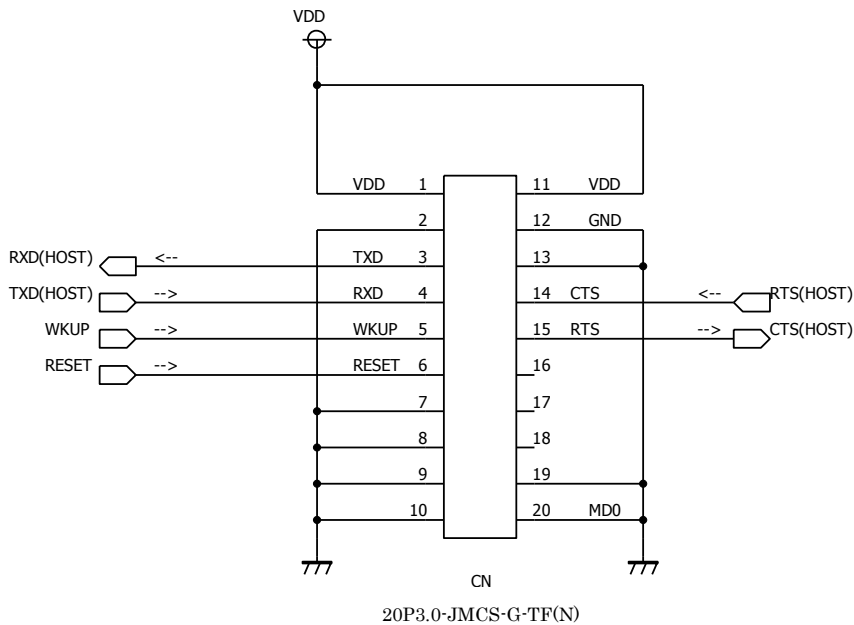 VDD
VDD 1 11 VDD
2 12 GND
RXD(HOST) <-- TXD 3 13
TXD(HOST) --> RXD 4 14 CTS <-- RTS(HOST)
WKUP --> WKUP 5 15 RTS --> CTS(HOST)
RESET --> RESET 6 16
7 17
8 18
9 19
10 20 MD0
CN
20P3.0-JMCS-G-TF(N)